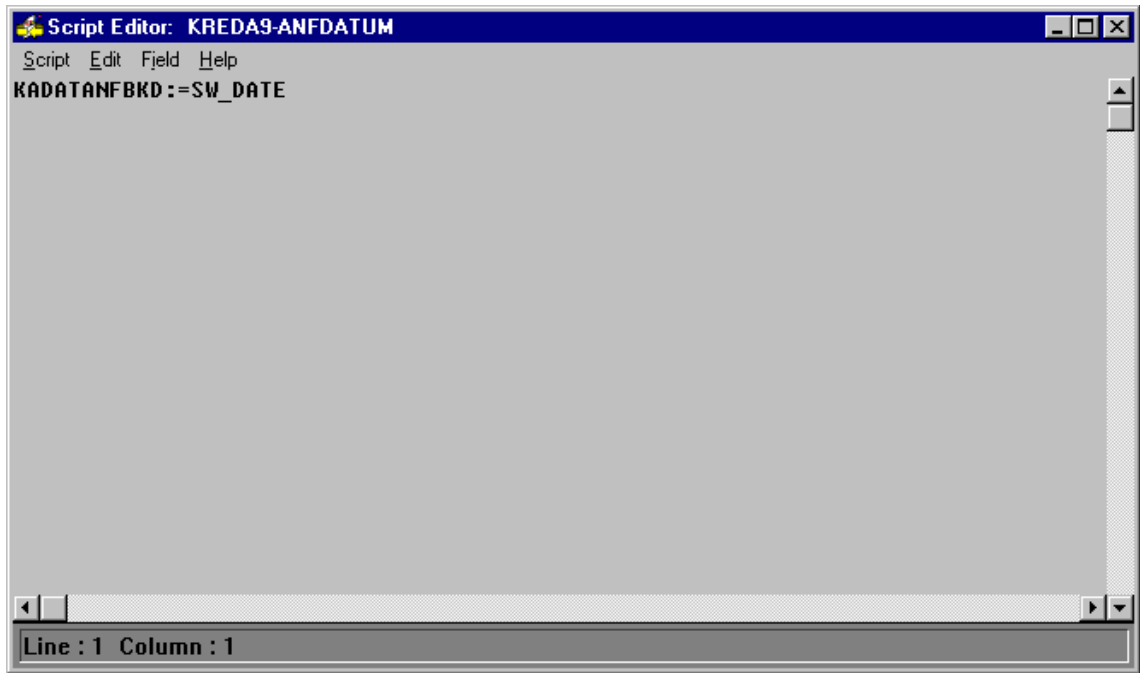 Script Editor: KREDA9-ANFDATUM
Script Edit Field Help
KADATANFBKD:=SW_DATE
Line : 1 Column : 1